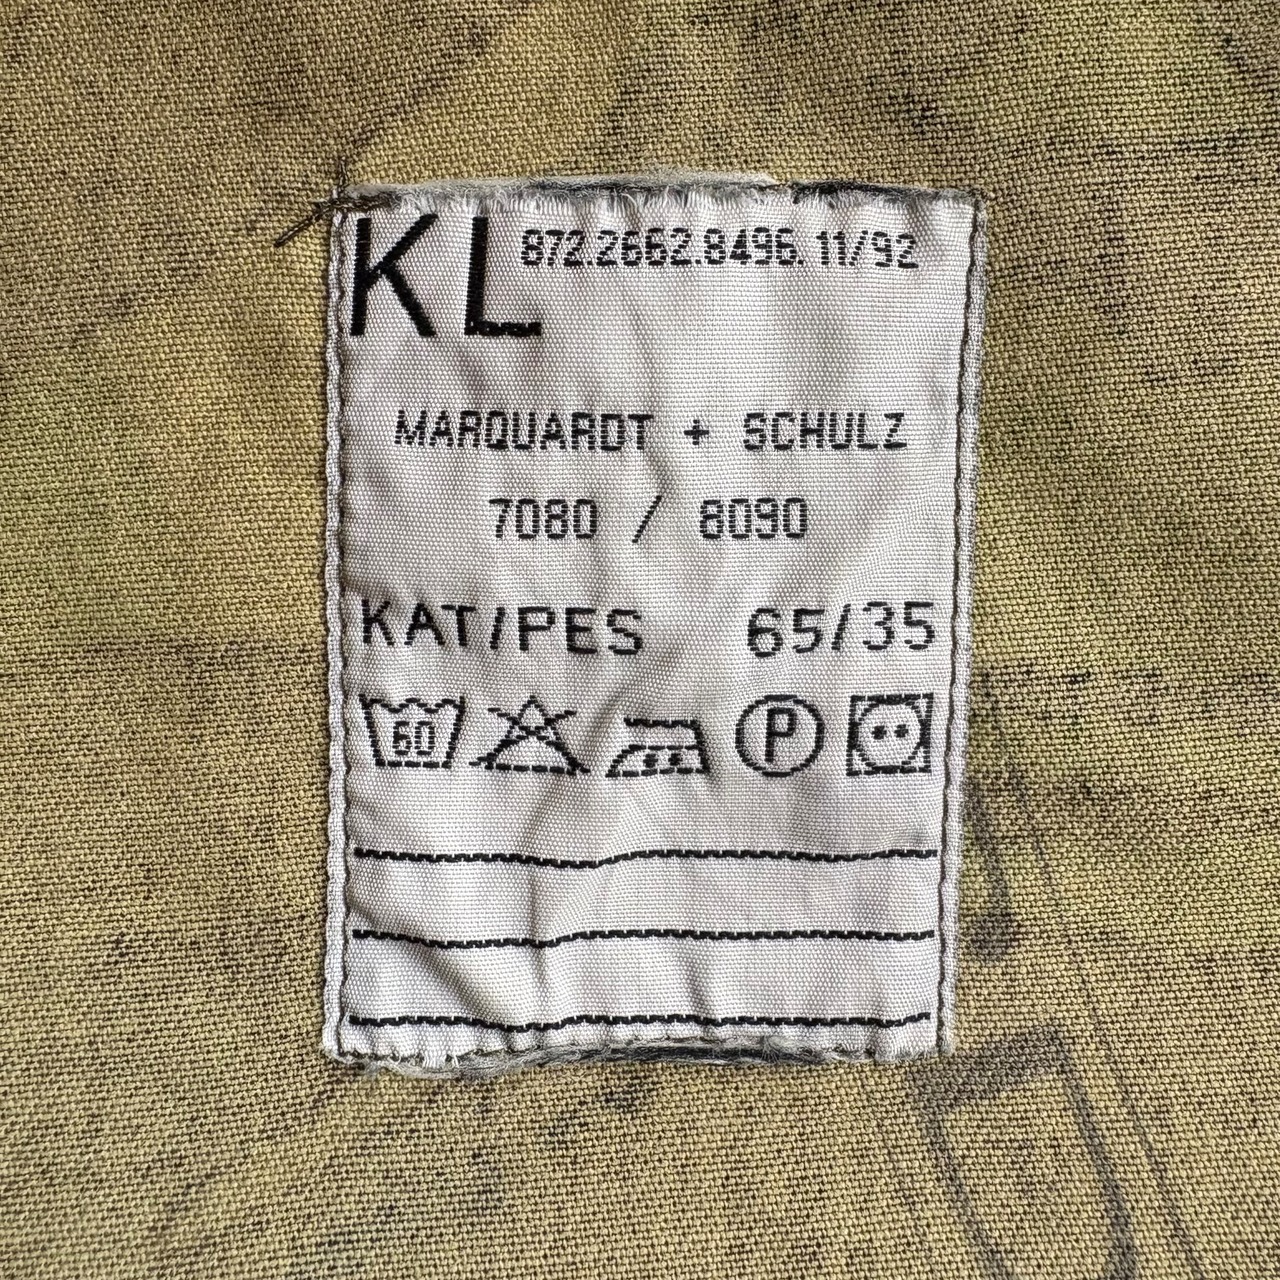 KL 872.2662.8496. 11/92
MARQUARDT + SCHULZ
7080 / 8090
KAT/PES 65/35
60 P